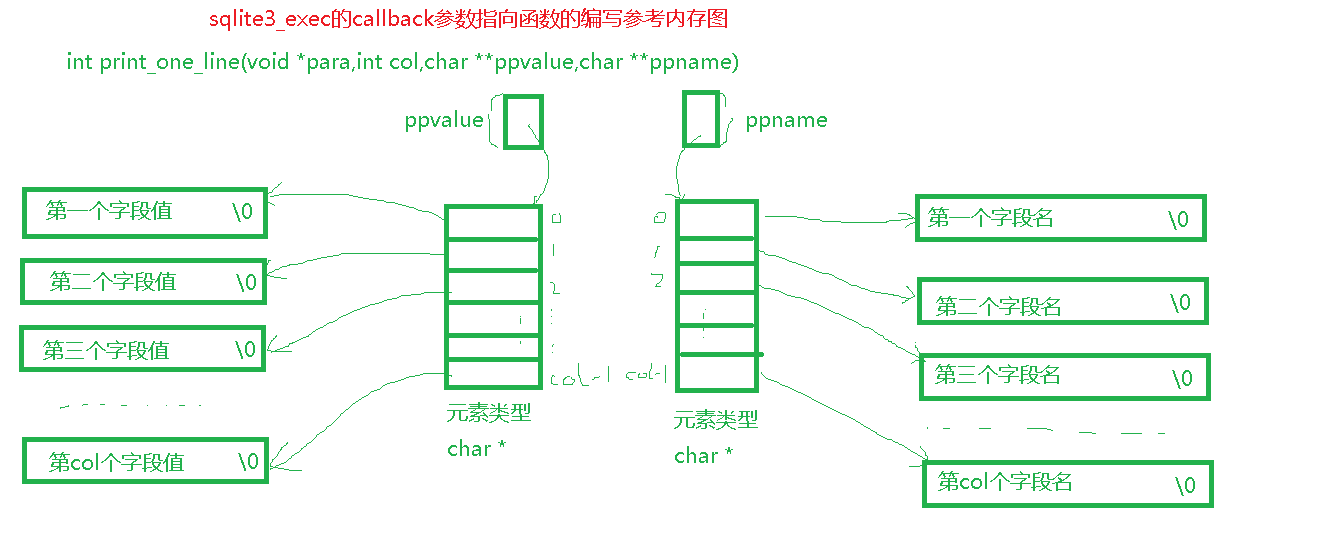 sqlite3_exec的callback参数指向函数的编写参考内存图
int print_one_line(void *para,int col,char **ppvalue,char **ppname)
ppvalue
ppname
第一个字段值 \0
0
0
第一个字段名 \0
1
1
第二个字段值 \0
2
2
第二个字段名 \0
第三个字段值 \0
第三个字段名 \0
col-1
col-1
第col个字段值 \0
第col个字段名 \0
元素类型
char *
元素类型
char *